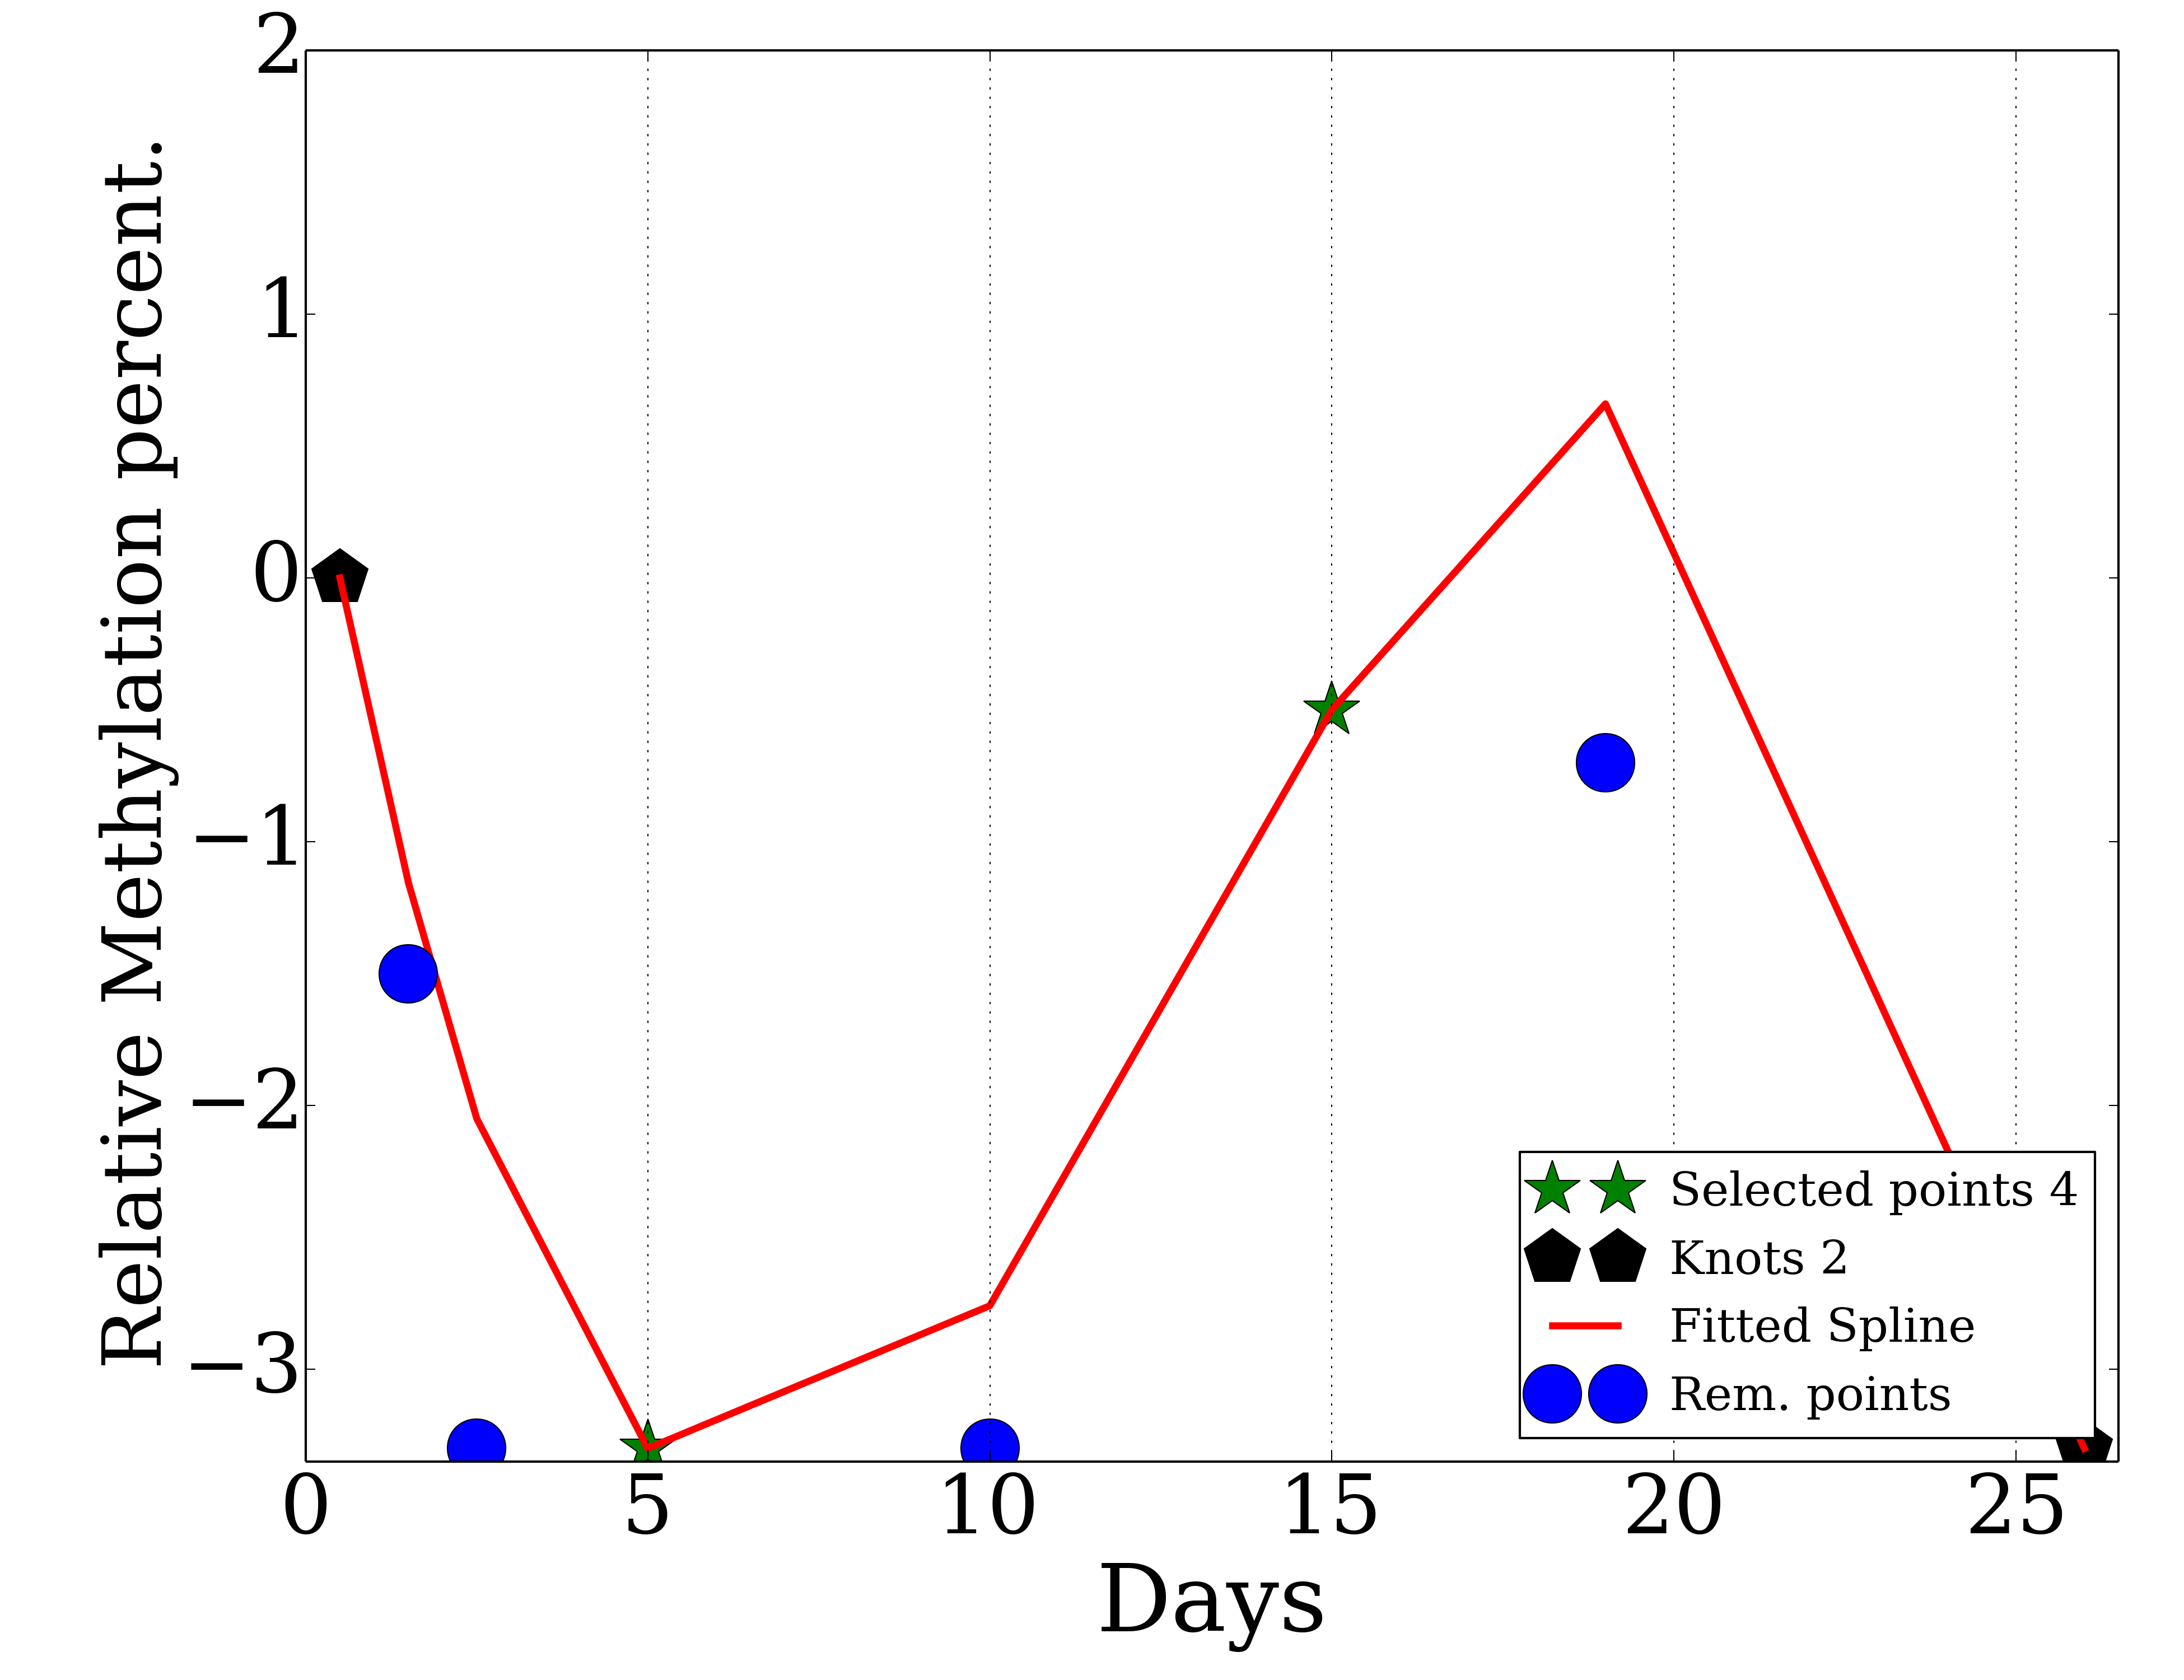 Relative Methylation percent.
2
1
0
−1
−2
−3
0 5 10 15 20 25
Days
Selected points 4
Knots 2
Fitted Spline
Rem. points